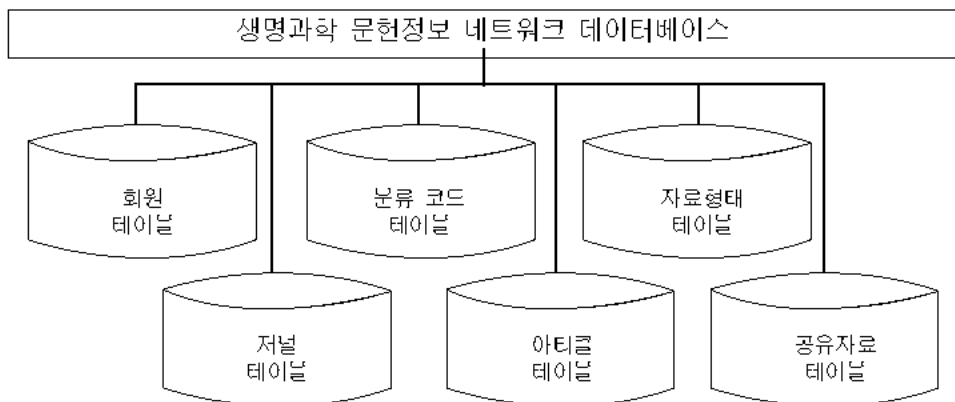 생명과학 문헌정보 네트워크 데이터베이스
회원
테이블
분류 코드
테이블
자료형태
테이블
저널
테이블
아티클
테이블
공유자료
테이블